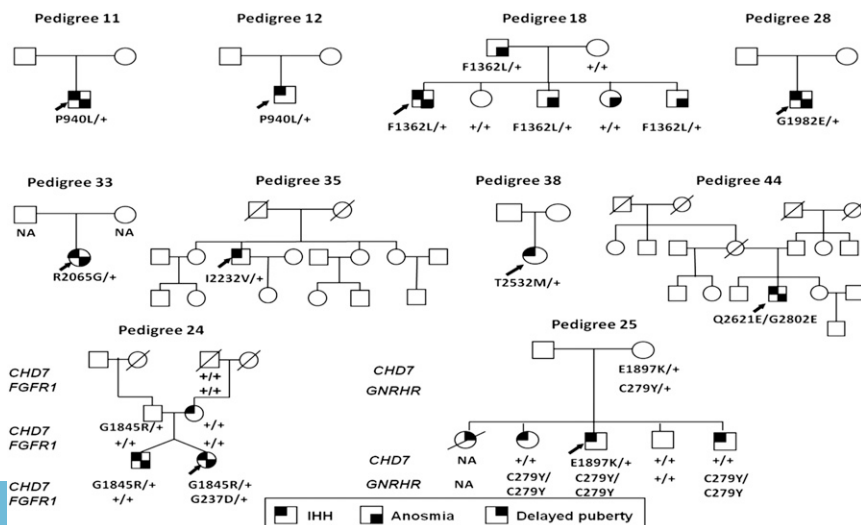 Pedigree 11
Pedigree 12
Pedigree 18
Pedigree 28
F1362L/+
+/+
P940L/+
P940L/+
F1362L/+
+/+
F1362L/+
+/+
F1362L/+
G1982E/+
Pedigree 33
Pedigree 35
Pedigree 38
Pedigree 44
NA
NA
R2065G/+
I2232V/+
T2532M/+
Q2621E/G2802E
Pedigree 24
CHD7
FGFR1
+/+
+/+
CHD7
FGFR1
G1845R/+
+/+
+/+
+/+
CHD7
FGFR1
G1845R/+
+/+
G1845R/+
G237D/+
Pedigree 25
CHD7
GNRHR
E1897K/+
C279Y/+
CHD7
GNRHR
NA
NA
+/+
C279Y/
C279Y
E1897K/+
C279Y/
C279Y
+/+
+/+
+/+
C279Y/
C279Y
IHH
Anosmia
Delayed puberty